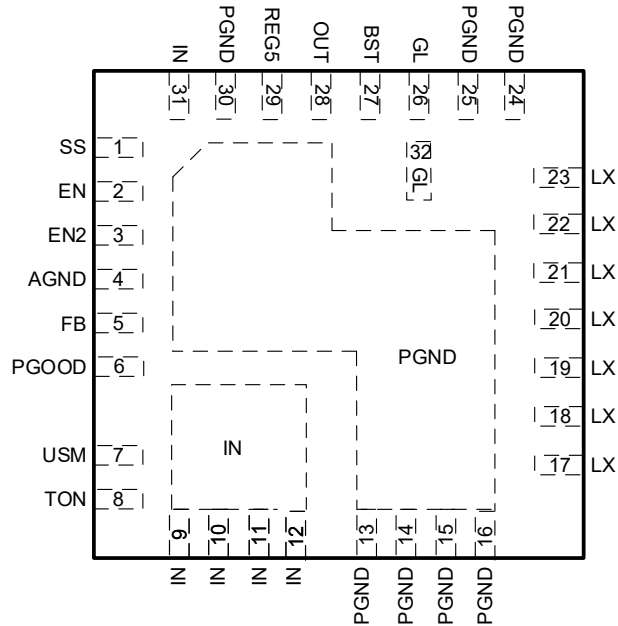 IN
PGND
REG5
OUT
BST
GL
PGND
PGND
31
30
29
28
27
26
25
24
SS 1
EN 2
EN2 3
AGND 4
FB 5
PGOOD 6
USM 7
TON 8
32
GL
23 LX
22 LX
21 LX
20 LX
19 LX
18 LX
17 LX
PGND
IN
9
10
11
12
13
14
15
16
IN
IN
IN
IN
PGND
PGND
PGND
PGND